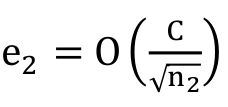 e₂ = O(C/√n₂)